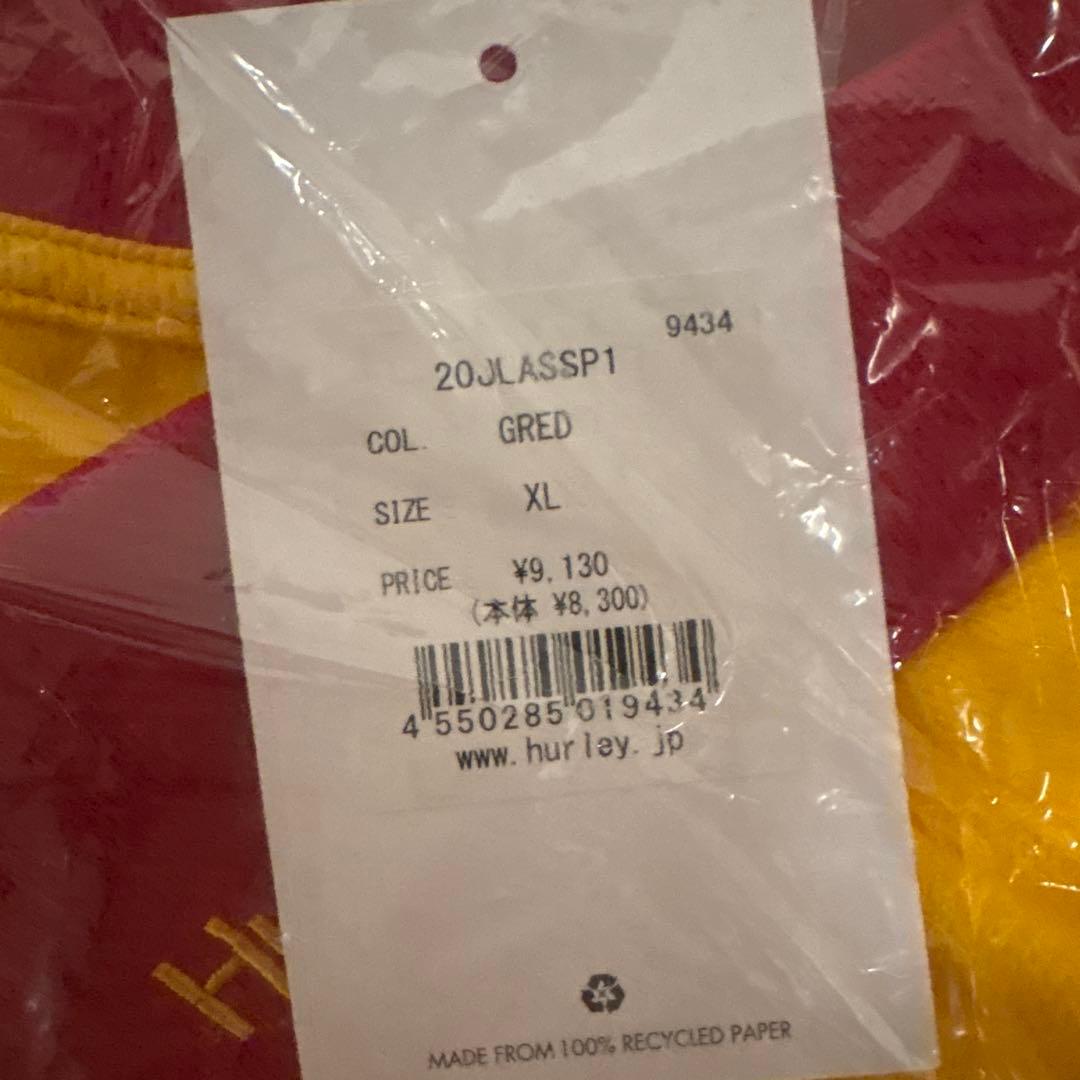 9434
20JLASSP1
COL. GRED
SIZE XL
PRICE ¥9,130
(本体 ¥8,300)
4 550285 019434
www.hurley.jp
H
MADE FROM 100% RECYCLED PAPER